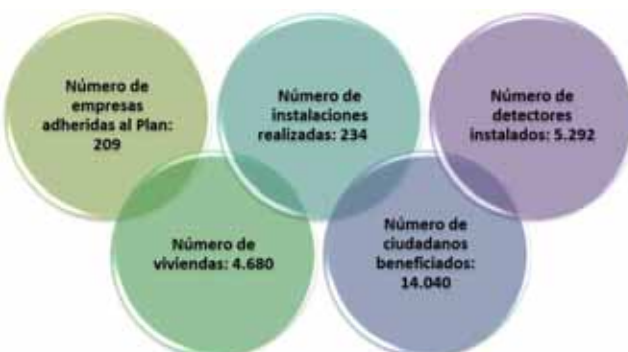 Número de
empresas
adheridas al Plan:
209
Número de
instalaciones
realizadas: 234
Número de
detectores
instalados: 5.292
Número de
viviendas: 4.680
Número de
ciudadanos
beneficiados:
14.040